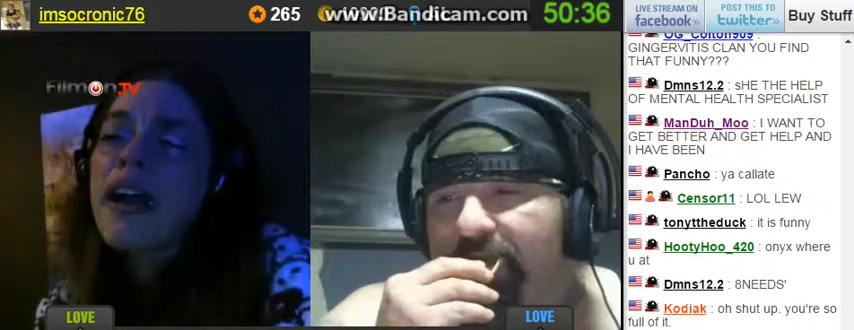 imsocronic76
265
www.Bandicam.com
50:36
LIVE STREAM on
facebook»
POST THIS TO
twitter»
Buy Stuff
FilmOn.TV
OG_Colton909 :
GINGERVITIS CLAN YOU FIND
THAT FUNNY???
Dmns12.2 : sHE THE HELP
OF MENTAL HEALTH SPECIALIST
ManDuh_Moo : I WANT TO
GET BETTER AND GET HELP AND
I HAVE BEEN
Pancho : ya callate
Censor11 : LOL LEW
tonyttheduck : it is funny
HootyHoo_420 : onyx where
u at
Dmns12.2 : 8NEEDS'
Kodiak : oh shut up. you're so
full of it.
LOVE
LOVE